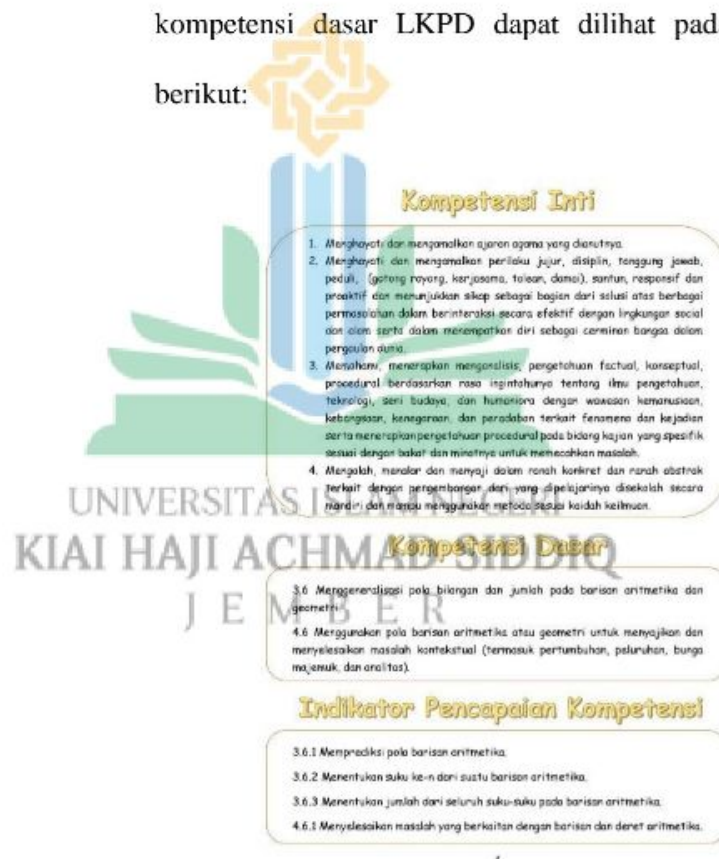 kompetensi dasar LKPD dapat dilihat pad
berikut:
Kompetensi Inti
1. Menghayati dan mengamalkan ajaran agama yang dianutnya.
2. Menghayati dan mengamalkan perilaku jujur, disiplin, tanggung jawab,
peduli, (gotong royong, kerjasama, tolean, damai), santun, responsif dan
proaktif dan menunjukkan sikap sebagai bagian dari solusi atas berbagai
permasalahan dalam berinteraksi secara efektif dengan lingkungan social
dan alam serta dalam menempatkan diri sebagai cerminan bangsa dalam
pergaulan dunia.
3. Memahami, menerapkan menganalisis, pengetahuan factual, konseptual,
procedural berdasarkan rasa ingintahunya tentang ilmu pengetahuan,
teknologi, seni budaya, dan humaniora dengan wawasan kemanusiaan,
kebangsaan, kenegaraan, dan peradaban terkait fenomena dan kejadian
serta menerapkan pengetahuan procedural pada bidang kajian yang spesifik
sesuai dengan bakat dan minatnya untuk memecahkan masalah.
4. Mengolah, menalar dan menyaji dalam ranah konkret dan ranah abstrak
terkait dengan pengembangan dari yang dipelajarinya disekolah secara
mandiri dan mampu menggunakan metoda sesuai kaidah keilmuan.
UNIVERSITAS ISLAM NEGERI
KIAI HAJI ACHMAD SIDDIQ
JEMBER
Kompetensi Dasar
3.6 Menggeneralisasi pola bilangan dan jumlah pada barisan aritmetika dan
geometri
4.6 Menggunakan pola barisan aritmetika atau geometri untuk menyajikan dan
menyelesaikan masalah kontekstual (termasuk pertumbuhan, peluruhan, bunga
majemuk, dan anuitas).
Indikator Pencapaian Kompetensi
3.6.1 Memprediksi pola barisan aritmetika.
3.6.2 Menentukan suku ke-n dari suatu barisan aritmetika.
3.6.3 Menentukan jumlah dari seluruh suku-suku pada barisan aritmetika.
4.6.1 Menyelesaikan masalah yang berkaitan dengan barisan dan deret aritmetika.